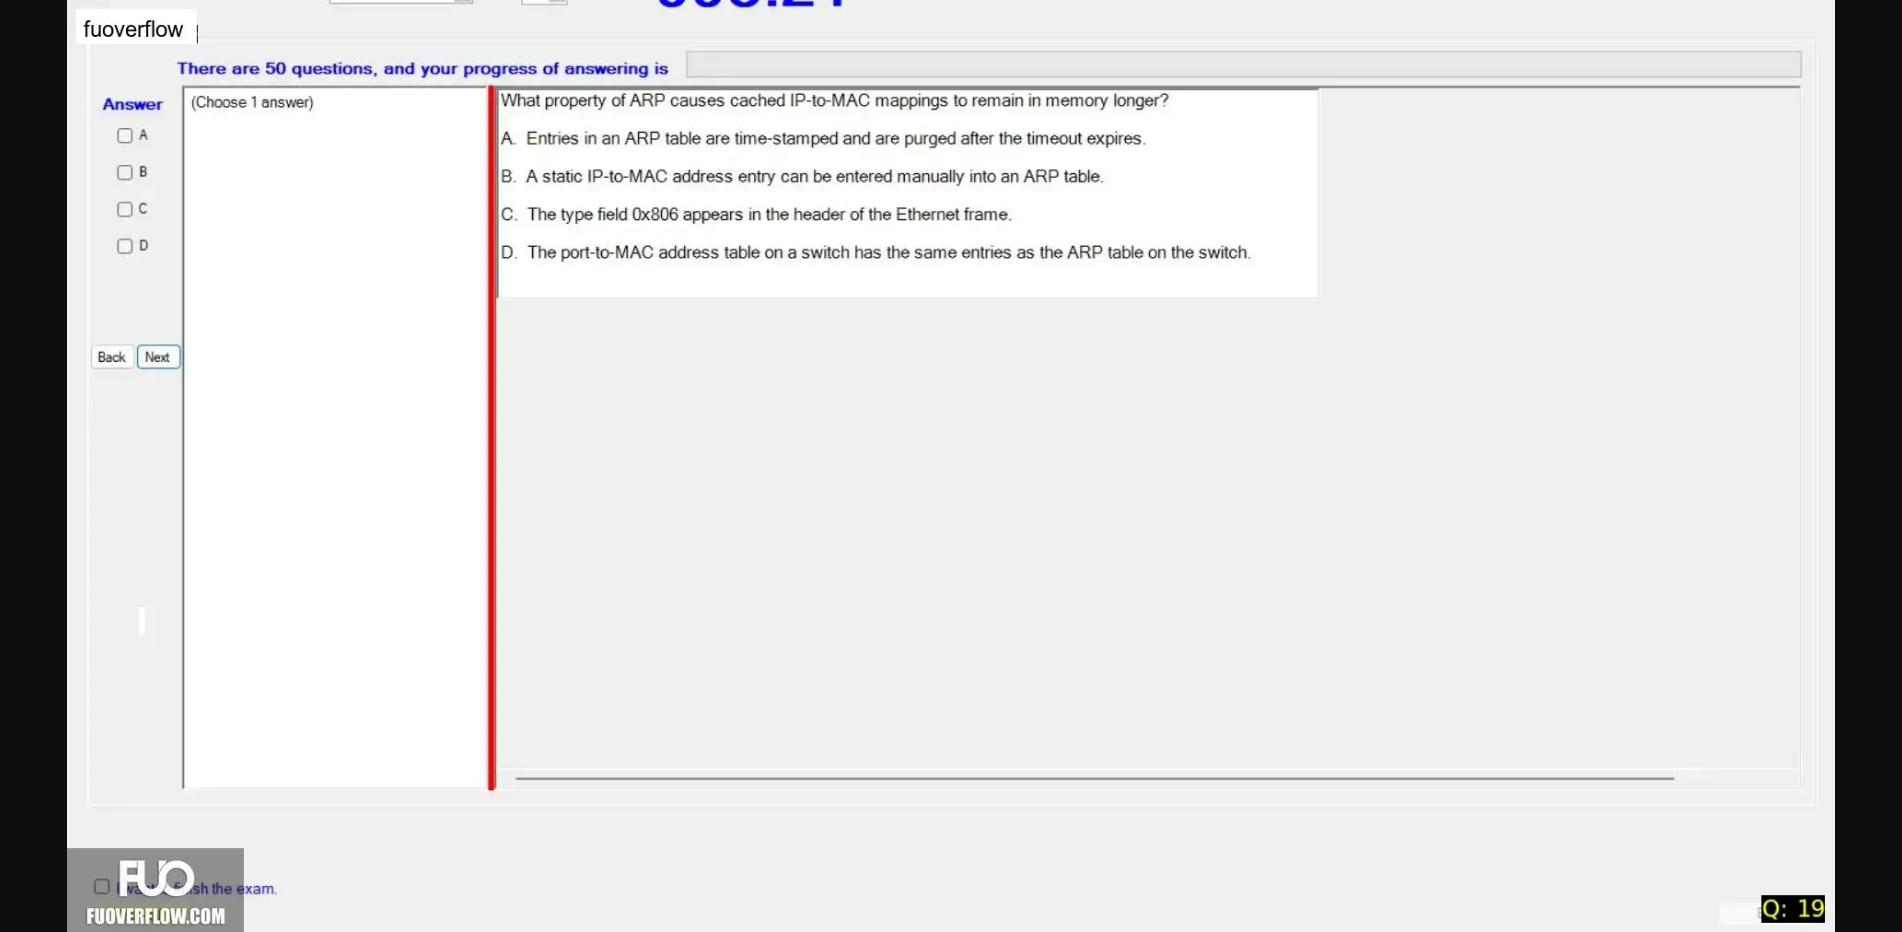 fuoverflow
There are 50 questions, and your progress of answering is
Answer
(Choose 1 answer)
A
B
C
D
Back
Next
What property of ARP causes cached IP-to-MAC mappings to remain in memory longer?
A. Entries in an ARP table are time-stamped and are purged after the timeout expires.
B. A static IP-to-MAC address entry can be entered manually into an ARP table.
C. The type field 0x806 appears in the header of the Ethernet frame.
D. The port-to-MAC address table on a switch has the same entries as the ARP table on the switch.
the exam.
FUO
FUOVERFLOW.COM
Q: 19